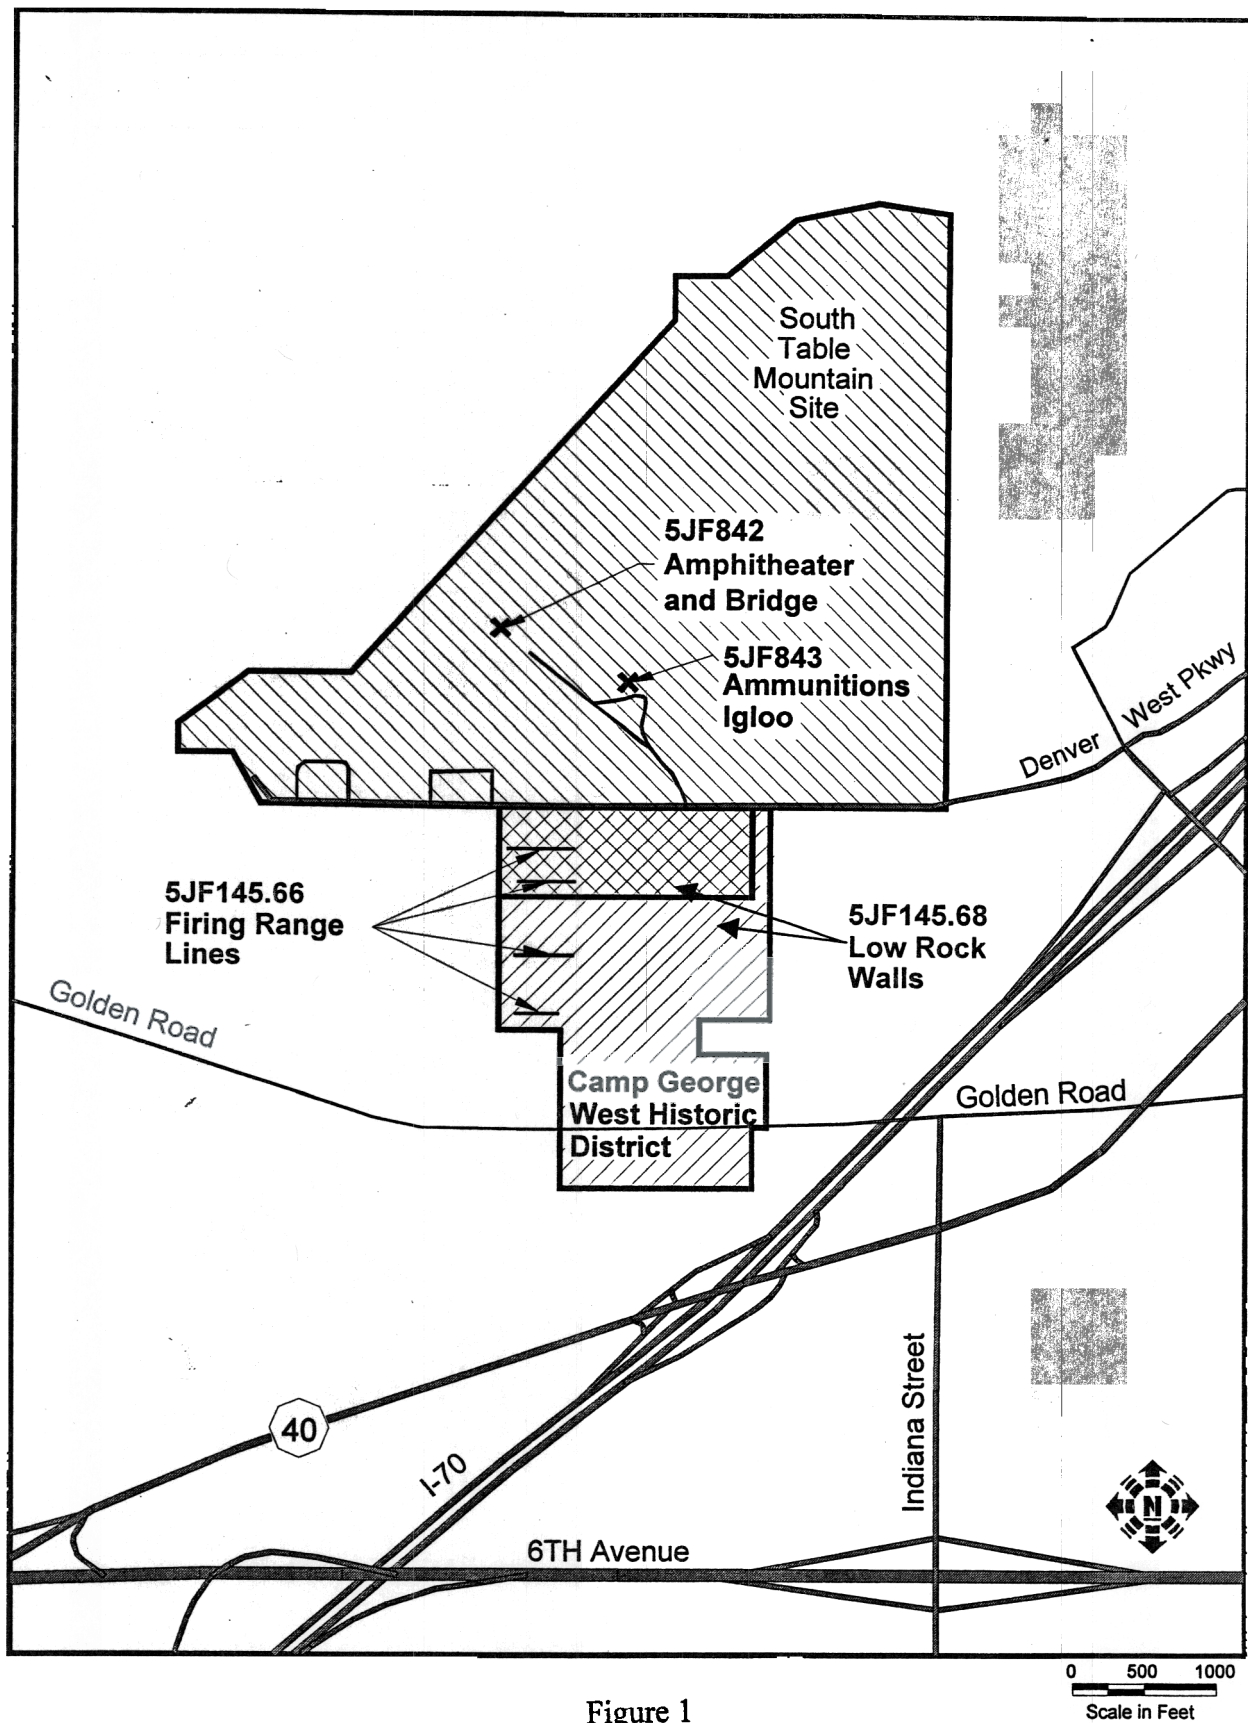 South
Table
Mountain
Site
5JF842
Amphitheater
and Bridge
5JF843
Ammunitions
Igloo
Denver West Pkwy
5JF145.66
Firing Range
Lines
5JF145.68
Low Rock
Walls
Golden Road
Camp George
West Historic
District
Golden Road
40
I-70
Indiana Street
6TH Avenue
N
0 500 1000
Scale in Feet
Figure 1